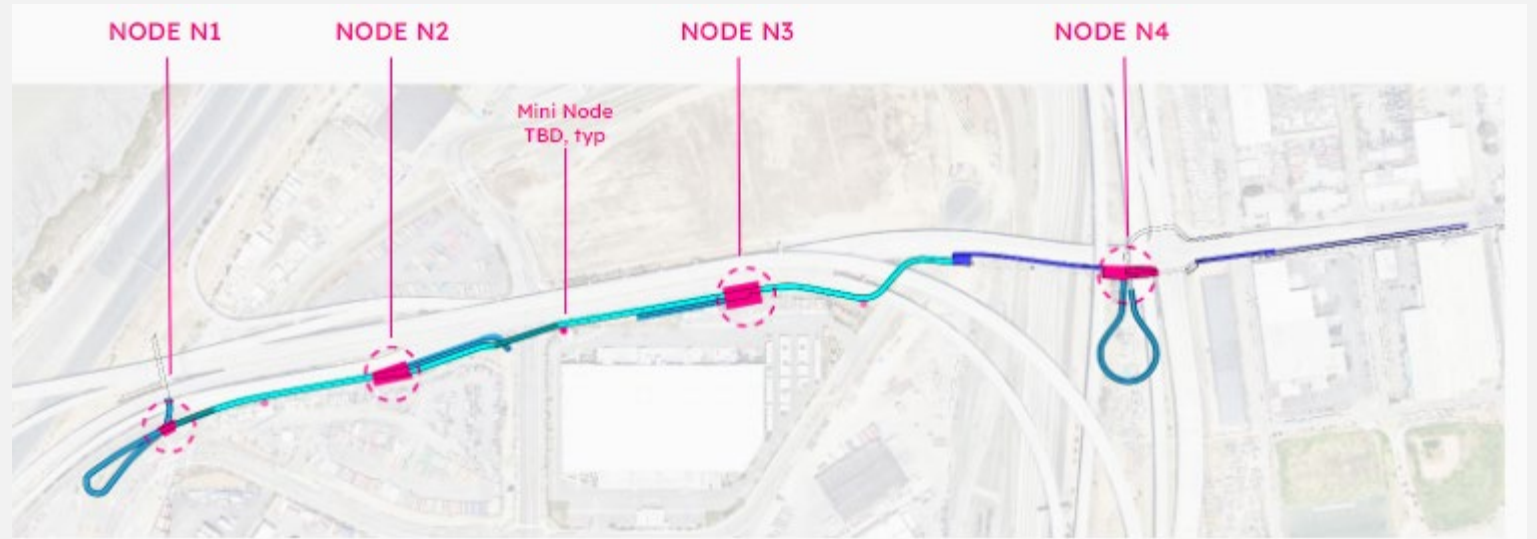 NODE N1
NODE N2
NODE N3
NODE N4
Mini Node
TBD, typ